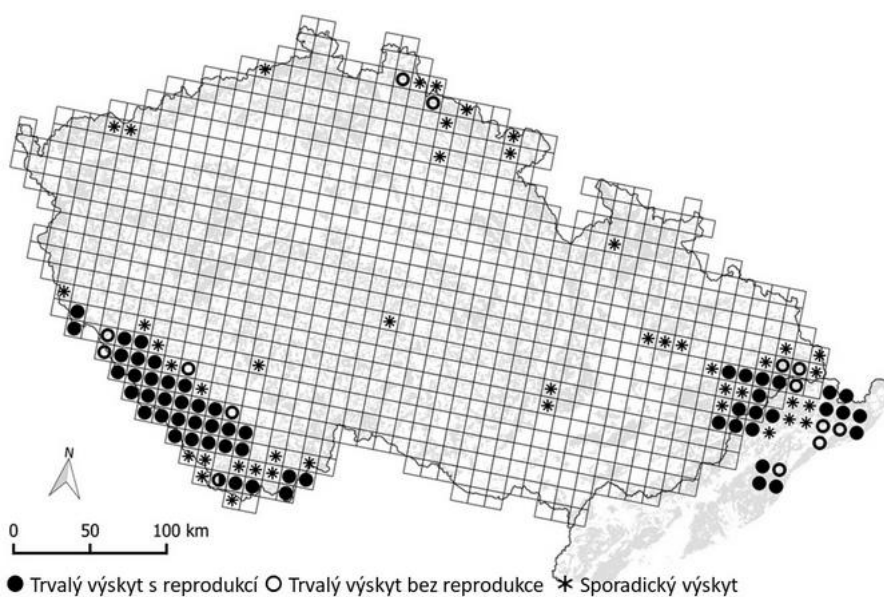 N
0 50 100 km
Trvalý výskyt s reprodukcí Trvalý výskyt bez reprodukce Sporadický výskyt